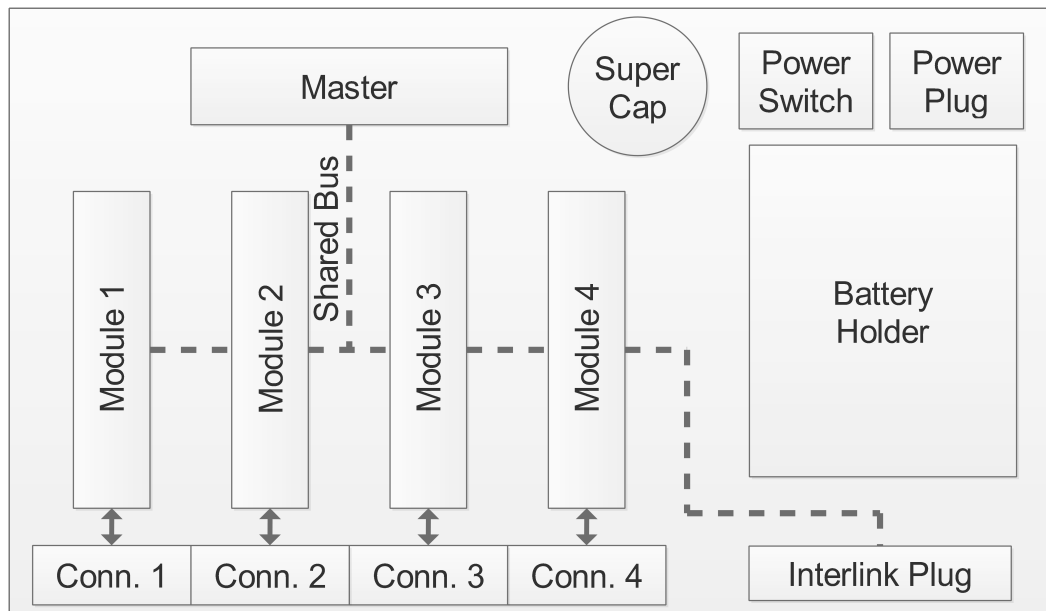 Master
Super
Cap
Power
Switch
Power
Plug
Shared Bus
Module 1
Module 2
Module 3
Module 4
Battery
Holder
Conn. 1
Conn. 2
Conn. 3
Conn. 4
Interlink Plug